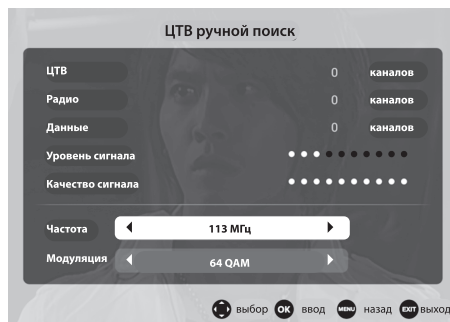 ЦТВ ручной поиск
ЦТВ 0 каналов
Радио 0 каналов
Данные 0 каналов
Уровень сигнала
Качество сигнала
Частота 113 МГц
Модуляция 64 QAM
выбор OK ввод MENU назад EXIT выход